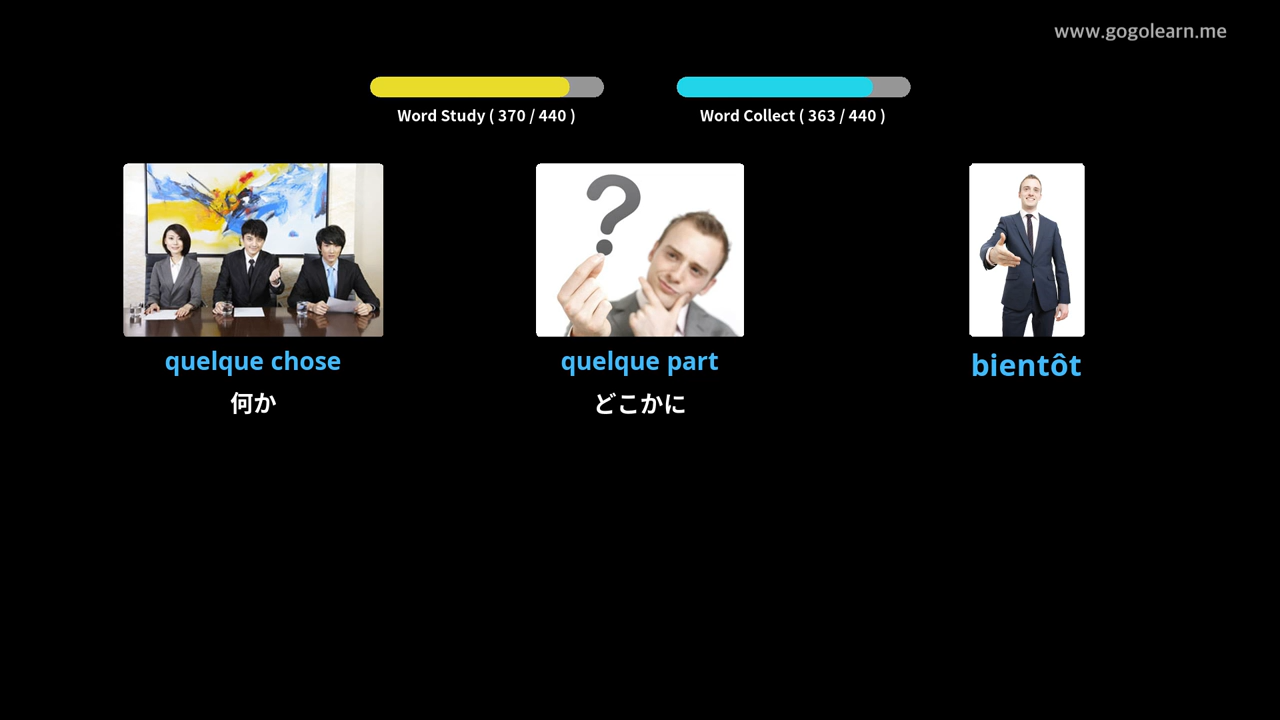 www.gogolearn.me
Word Study ( 370 / 440 )
Word Collect ( 363 / 440 )
quelque chose
何か
quelque part
どこかに
bientôt